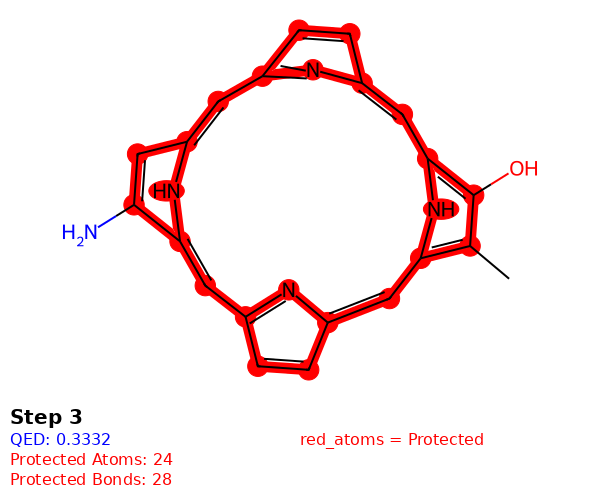 N
OH
HN
NH
H2N
N
Step 3
QED: 0.3332
red_atoms = Protected
Protected Atoms: 24
Protected Bonds: 28